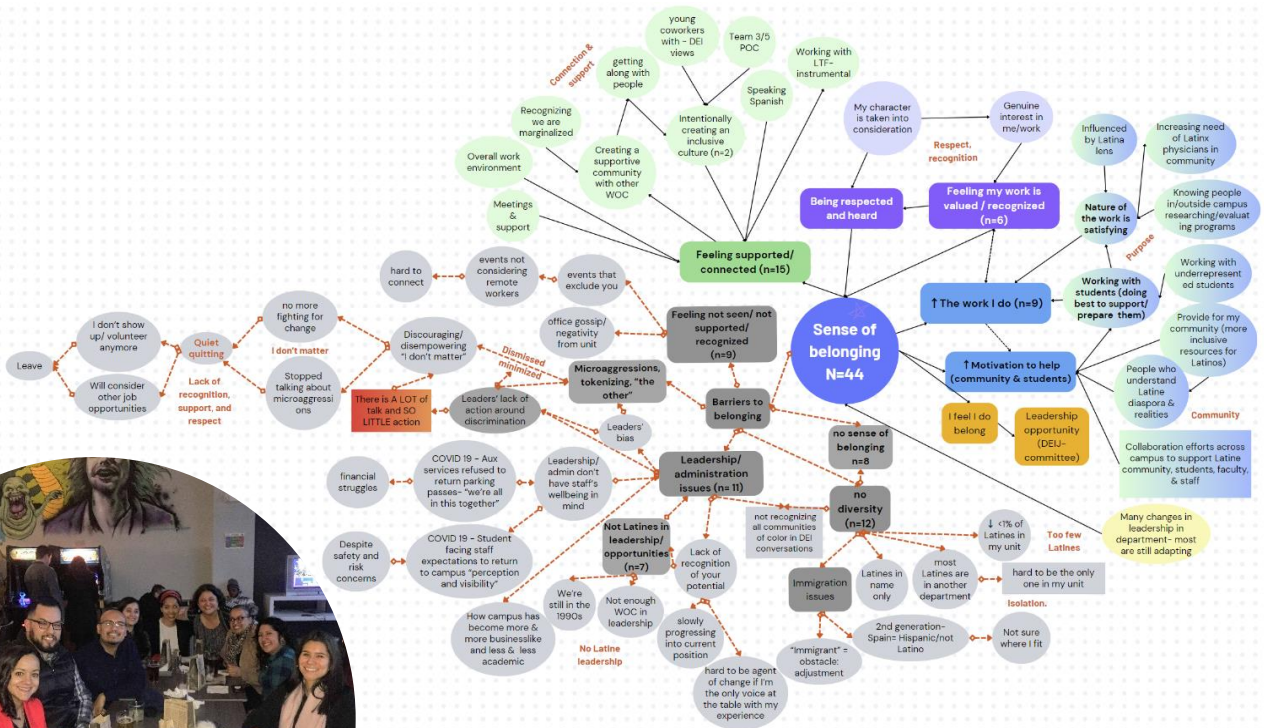 young
coworkers
with - DEI
views
Team 3/5
POC
Connection &
support
getting
along with
people
Working with
LTF-
instrumental
Speaking
Spanish
Recognizing
we are
marginalized
Intentionally
creating an
inclusive
culture (n=2)
Overall work
environment
Creating a
supportive
community
with other
WOC
Meetings
&
support
Feeling supported/
connected (n=15)
My character
is taken into
consideration
Genuine
interest in
me/work
Respect,
recognition
Being respected
and heard
Feeling my work is
valued / recognized
(n=6)
Influenced
by Latina
lens
Increasing need
of Latinx
physicians in
community
Nature of
the work is
satisfying
Knowing people
in/outside campus
researching/evaluat
ing programs
Purpose
Working with
students (doing
best to support/
prepare them)
Working with
underrepresent
ed students
↑ The work I do (n=9)
Provide for my
community (more
inclusive
resources for
Latinos)
↑ Motivation to help
(community & students)
People who
understand
Latine
diaspora &
realities
Community
I feel I do
belong
Leadership
opportunity
(DEIJ-
committee)
Collaboration efforts across
campus to support Latine
community, students, faculty,
& staff
Many changes in
leadership in
department- most
are still adapting
Sense of
belonging
N=44
hard to
connect
events not
considering
remote
workers
events that
exclude you
office gossip/
negativity
from unit
Feeling not seen/ not
supported/
recognized
(n=9)
Leave
I don't show
up/ volunteer
anymore
Will consider
other job
opportunities
Quiet
quitting
Lack of
recognition,
support, and
respect
no more
fighting for
change
I don't matter
Stopped
talking about
microaggressi
ons
Discouraging/
disempowering
"I don't matter"
Dismissed
minimized
Microaggressions,
tokenizing, "the
other"
There is A LOT of
talk and SO
LITTLE action
Leaders' lack of
action around
discrimination
Leaders'
bias
Barriers to
belonging
no sense of
belonging
n=8
Leadership/
administration
issues (n= 11)
financial
struggles
COVID 19 - Aux
services refused to
return parking
passes- "we're all
in this together"
Leadership/
admin don't
have staff's
wellbeing in
mind
Despite
safety and
risk
concerns
COVID 19 - Student
facing staff
expectations to return
to campus "perception
and visibility"
How campus has
become more &
more businesslike
and less & less
academic
Not Latines in
leadership/
opportunities
(n=7)
We're
still in the
1990s
Not enough
WOC in
leadership
No Latine
leadership
Lack of
recognition
of your
potential
slowly
progressing
into current
position
hard to be agent
of change if I'm
the only voice at
the table with my
experience
not recognizing
all communities
of color in DEI
conversations
no
diversity
(n=12)
↓ <1% of
Latines in
my unit
Too few
Latines
Immigration
issues
Latines in
name
only
most
Latines are
in another
department
hard to be the only
one in my unit
Isolation.
"Immigrant" =
obstacle:
adjustment
2nd generation-
Spain= Hispanic/not
Latino
Not sure
where I fit